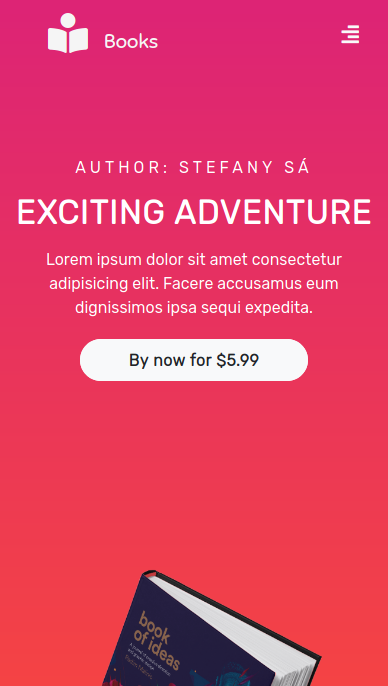 Books
AUTHOR: STEFANY SÁ
EXCITING ADVENTURE
Lorem ipsum dolor sit amet consectetur
adipisicing elit. Facere accusamus eum
dignissimos ipsa sequi expedita.
By now for $5.99
book
of ideas